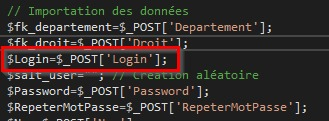 // Importation des données
$fk_departement=$_POST['Departement'];
$fk_droit=$_POST['Droit'];
$Login=$_POST['Login'];
$salt_user=""; // Création aléatoire
$Password=$_POST['Password'];
$RepeterMotPasse=$_POST['RepeterMotPasse'];